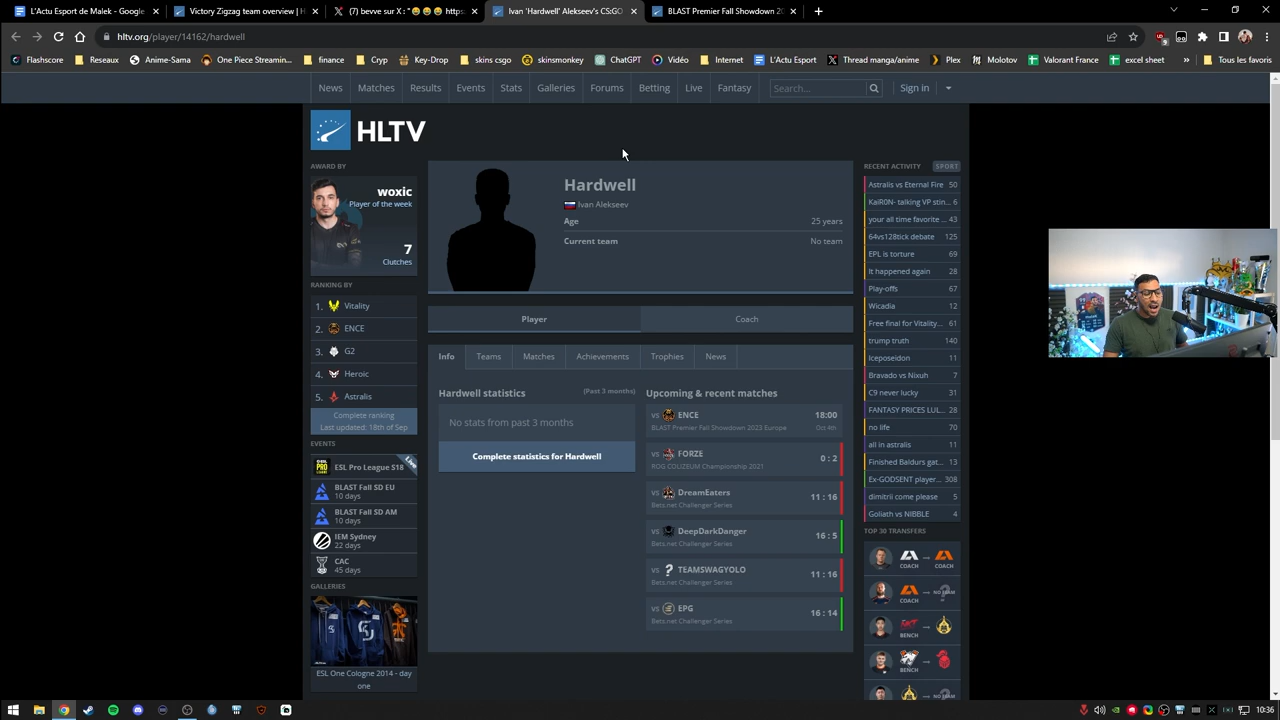 L'Actu Esport de Malek - Google
Victory Zigzag team overview | H
(7) bevve sur X : "
https:
Ivan 'Hardwell' Alekseev's CS:GO
BLAST Premier Fall Showdown 20
hltv.org/player/14162/hardwell
Flashscore
Reseaux
Anime-Sama
One Piece Streamin...
finance
Crypto
Key-Drop
skins csgo
skinsmonkey
ChatGPT
Vidéo
Internet
L'Actu Esport de M...
Thread manga/anime
Plex
Molotov
Valorant France
excel sheet
Tous les favoris
News
Matches
Results
Events
Stats
Galleries
Forums
Betting
Live
Fantasy
Search...
Sign in
HLTV
AWARD BY
woxic
Player of the week
7
Clutches
RANKING BY
1. Vitality
2. ENCE
3. G2
4. Heroic
5. Astralis
Complete ranking
Last updated: 18th of Sep
EVENTS
ESL Pro League S18
Live
BLAST Fall SD EU
10 days
BLAST Fall SD AM
10 days
IEM Sydney
22 days
CAC
45 days
GALLERIES
ESL One Cologne 2014 - day
one
Hardwell
Ivan Alekseev
Age 25 years
Current team No team
Player
Coach
Info
Teams
Matches
Achievements
Trophies
News
Hardwell statistics (Past 3 months)
No stats from past 3 months
Complete statistics for Hardwell
Upcoming & recent matches
vs ENCE 18:00
BLAST Premier Fall Showdown 2023 Europe Oct 4th
vs FORZE 0 : 2
ROG COLIZEUM Championship 2021
vs DreamEaters 11 : 16
Bets.net Challenger Series
vs DeepDarkDanger 16 : 5
Bets.net Challenger Series
vs ? TEAMSWAGYOLO 11 : 16
Bets.net Challenger Series
vs EPG 16 : 14
Bets.net Challenger Series
RECENT ACTIVITY SPORT
Astralis vs Eternal Fire 50
KaiR0N- talking VP stin... 6
your all time favorite ... 43
64vs128tick debate 125
EPL is torture 69
It happened again 28
Play-offs 67
Wicadia 12
Free final for Vitality... 61
trump truth 140
Iceposeidon 11
Bravado vs Nixuh 7
C9 never lucky 31
FANTASY PRICES LUL... 28
no life 70
all in astralis 11
Finished Baldurs gat... 13
Ex-GODSENT player... 308
dimitrii come please 5
Goliath vs NIBBLE 4
TOP 30 TRANSFERS
COACH COACH
COACH NO TEAM
BENCH
BENCH
10:36